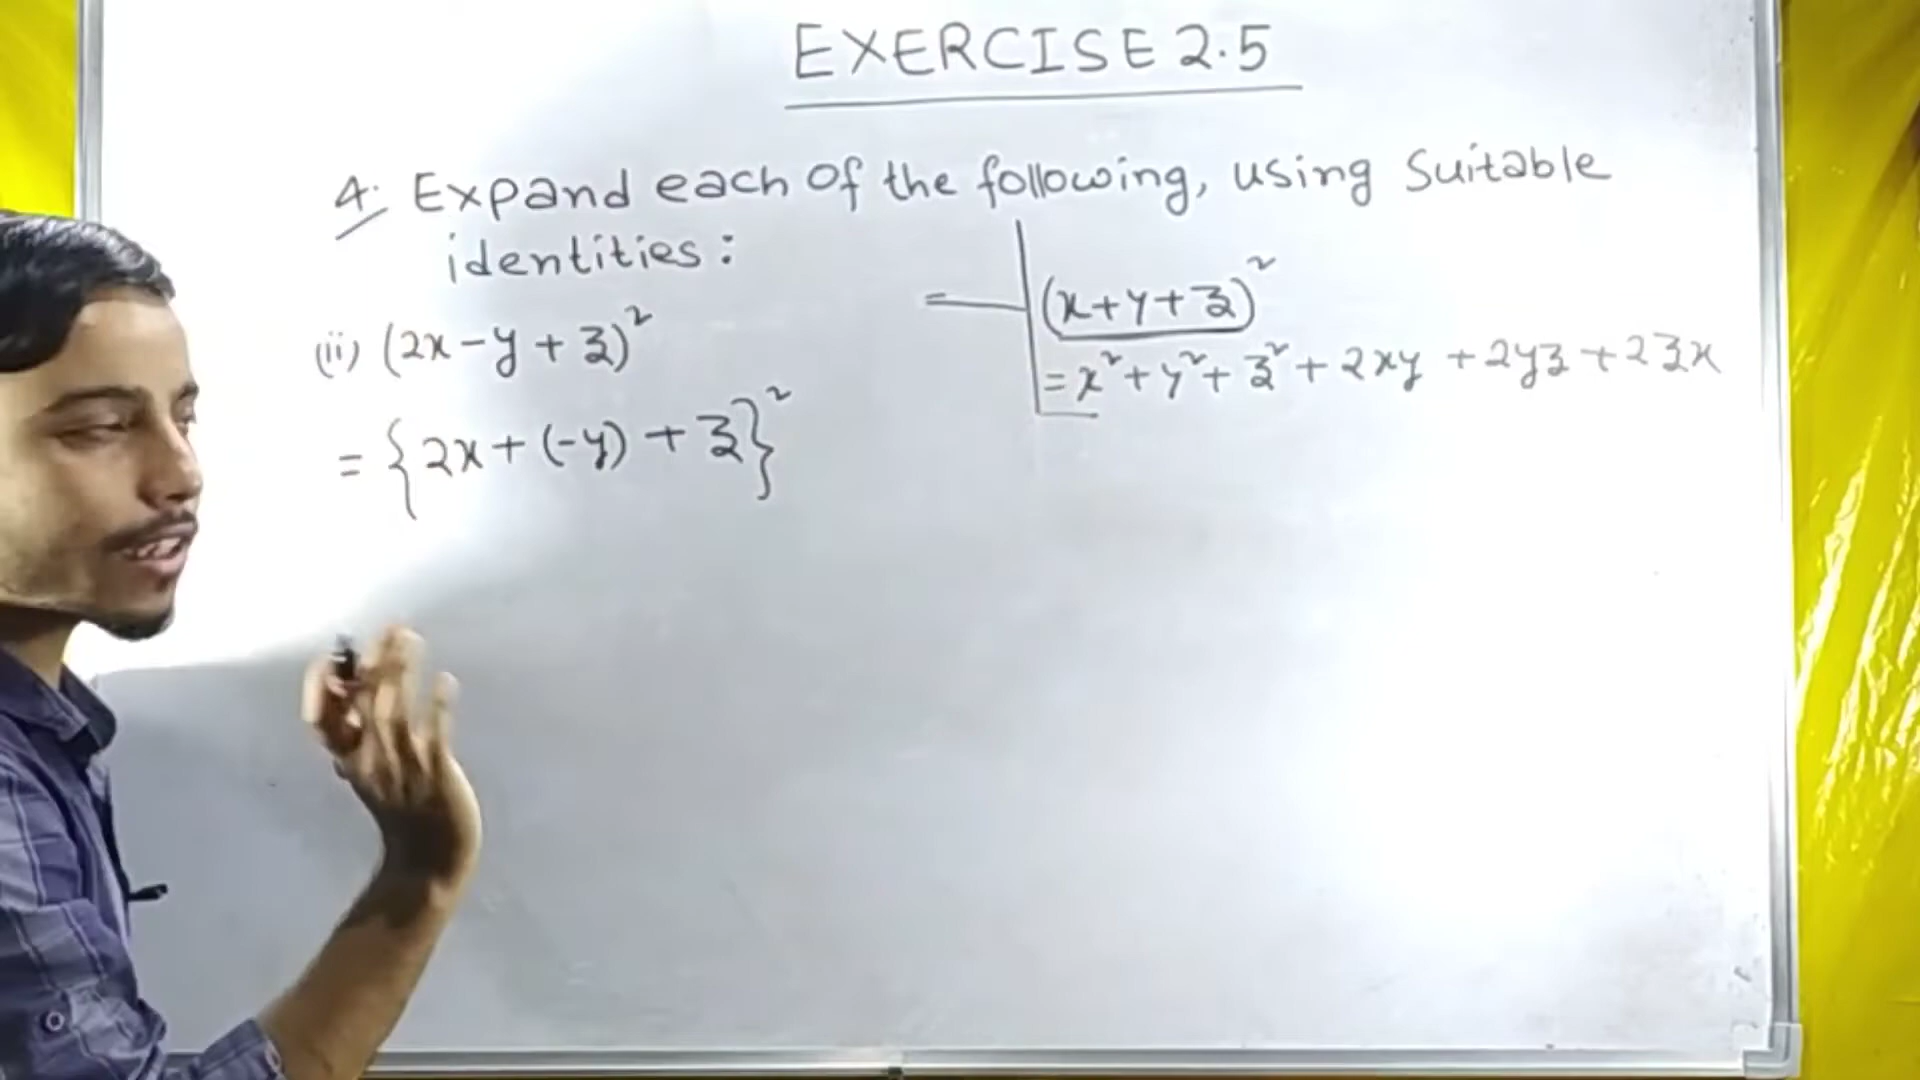 EXERCISE 2.5
4. Expand each of the following, using Suitable
identities:
(ii) (2x-y+z)²
= {2x+(-y)+z}²
= (x+y+z)²
= x²+y²+z²+2xy+2yz+2zx